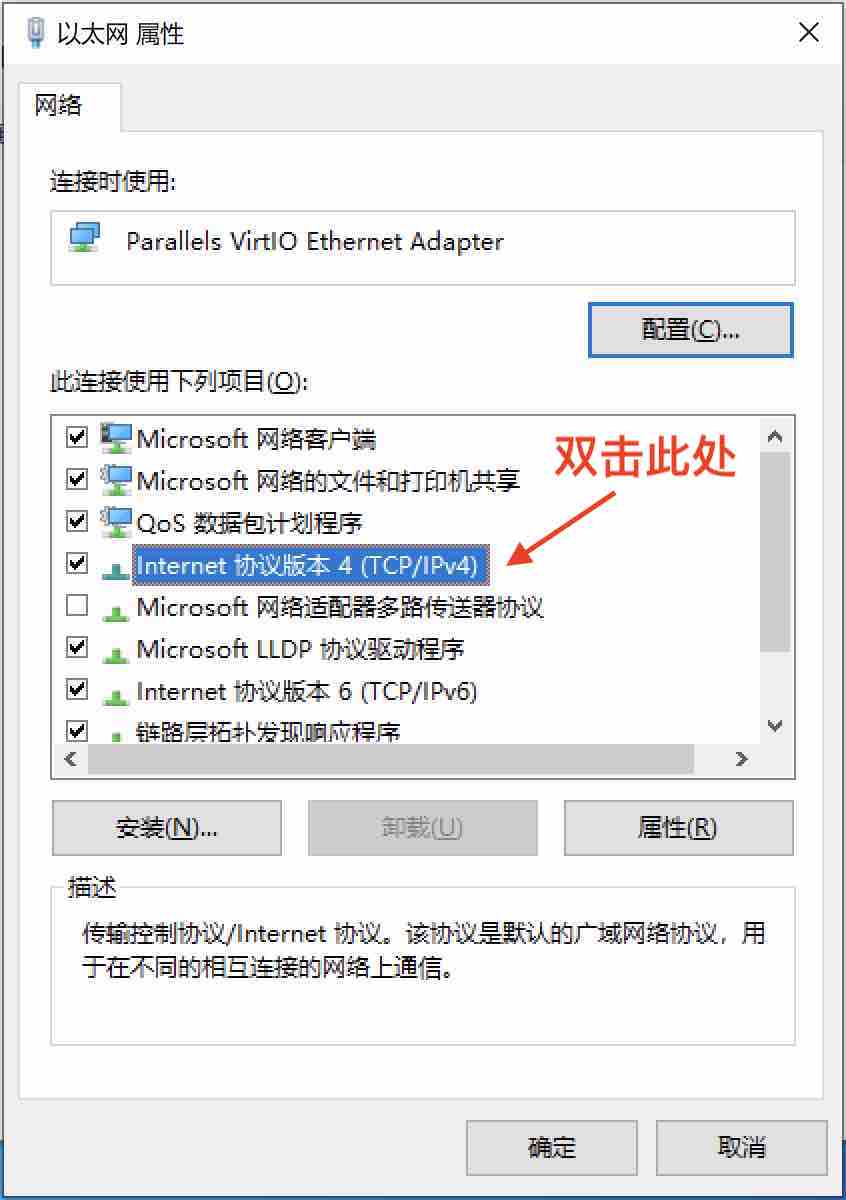 以太网 属性
网络
连接时使用:
Parallels VirtIO Ethernet Adapter
配置(C)...
此连接使用下列项目(O):
Microsoft 网络客户端
Microsoft 网络的文件和打印机共享
QoS 数据包计划程序
双击此处
Internet 协议版本 4 (TCP/IPv4)
Microsoft 网络适配器多路传送器协议
Microsoft LLDP 协议驱动程序
Internet 协议版本 6 (TCP/IPv6)
链路层拓扑发现响应程序
安装(N)...
卸载(U)
属性(R)
描述
传输控制协议/Internet 协议。该协议是默认的广域网络协议，用
于在不同的相互连接的网络上通信。
确定
取消